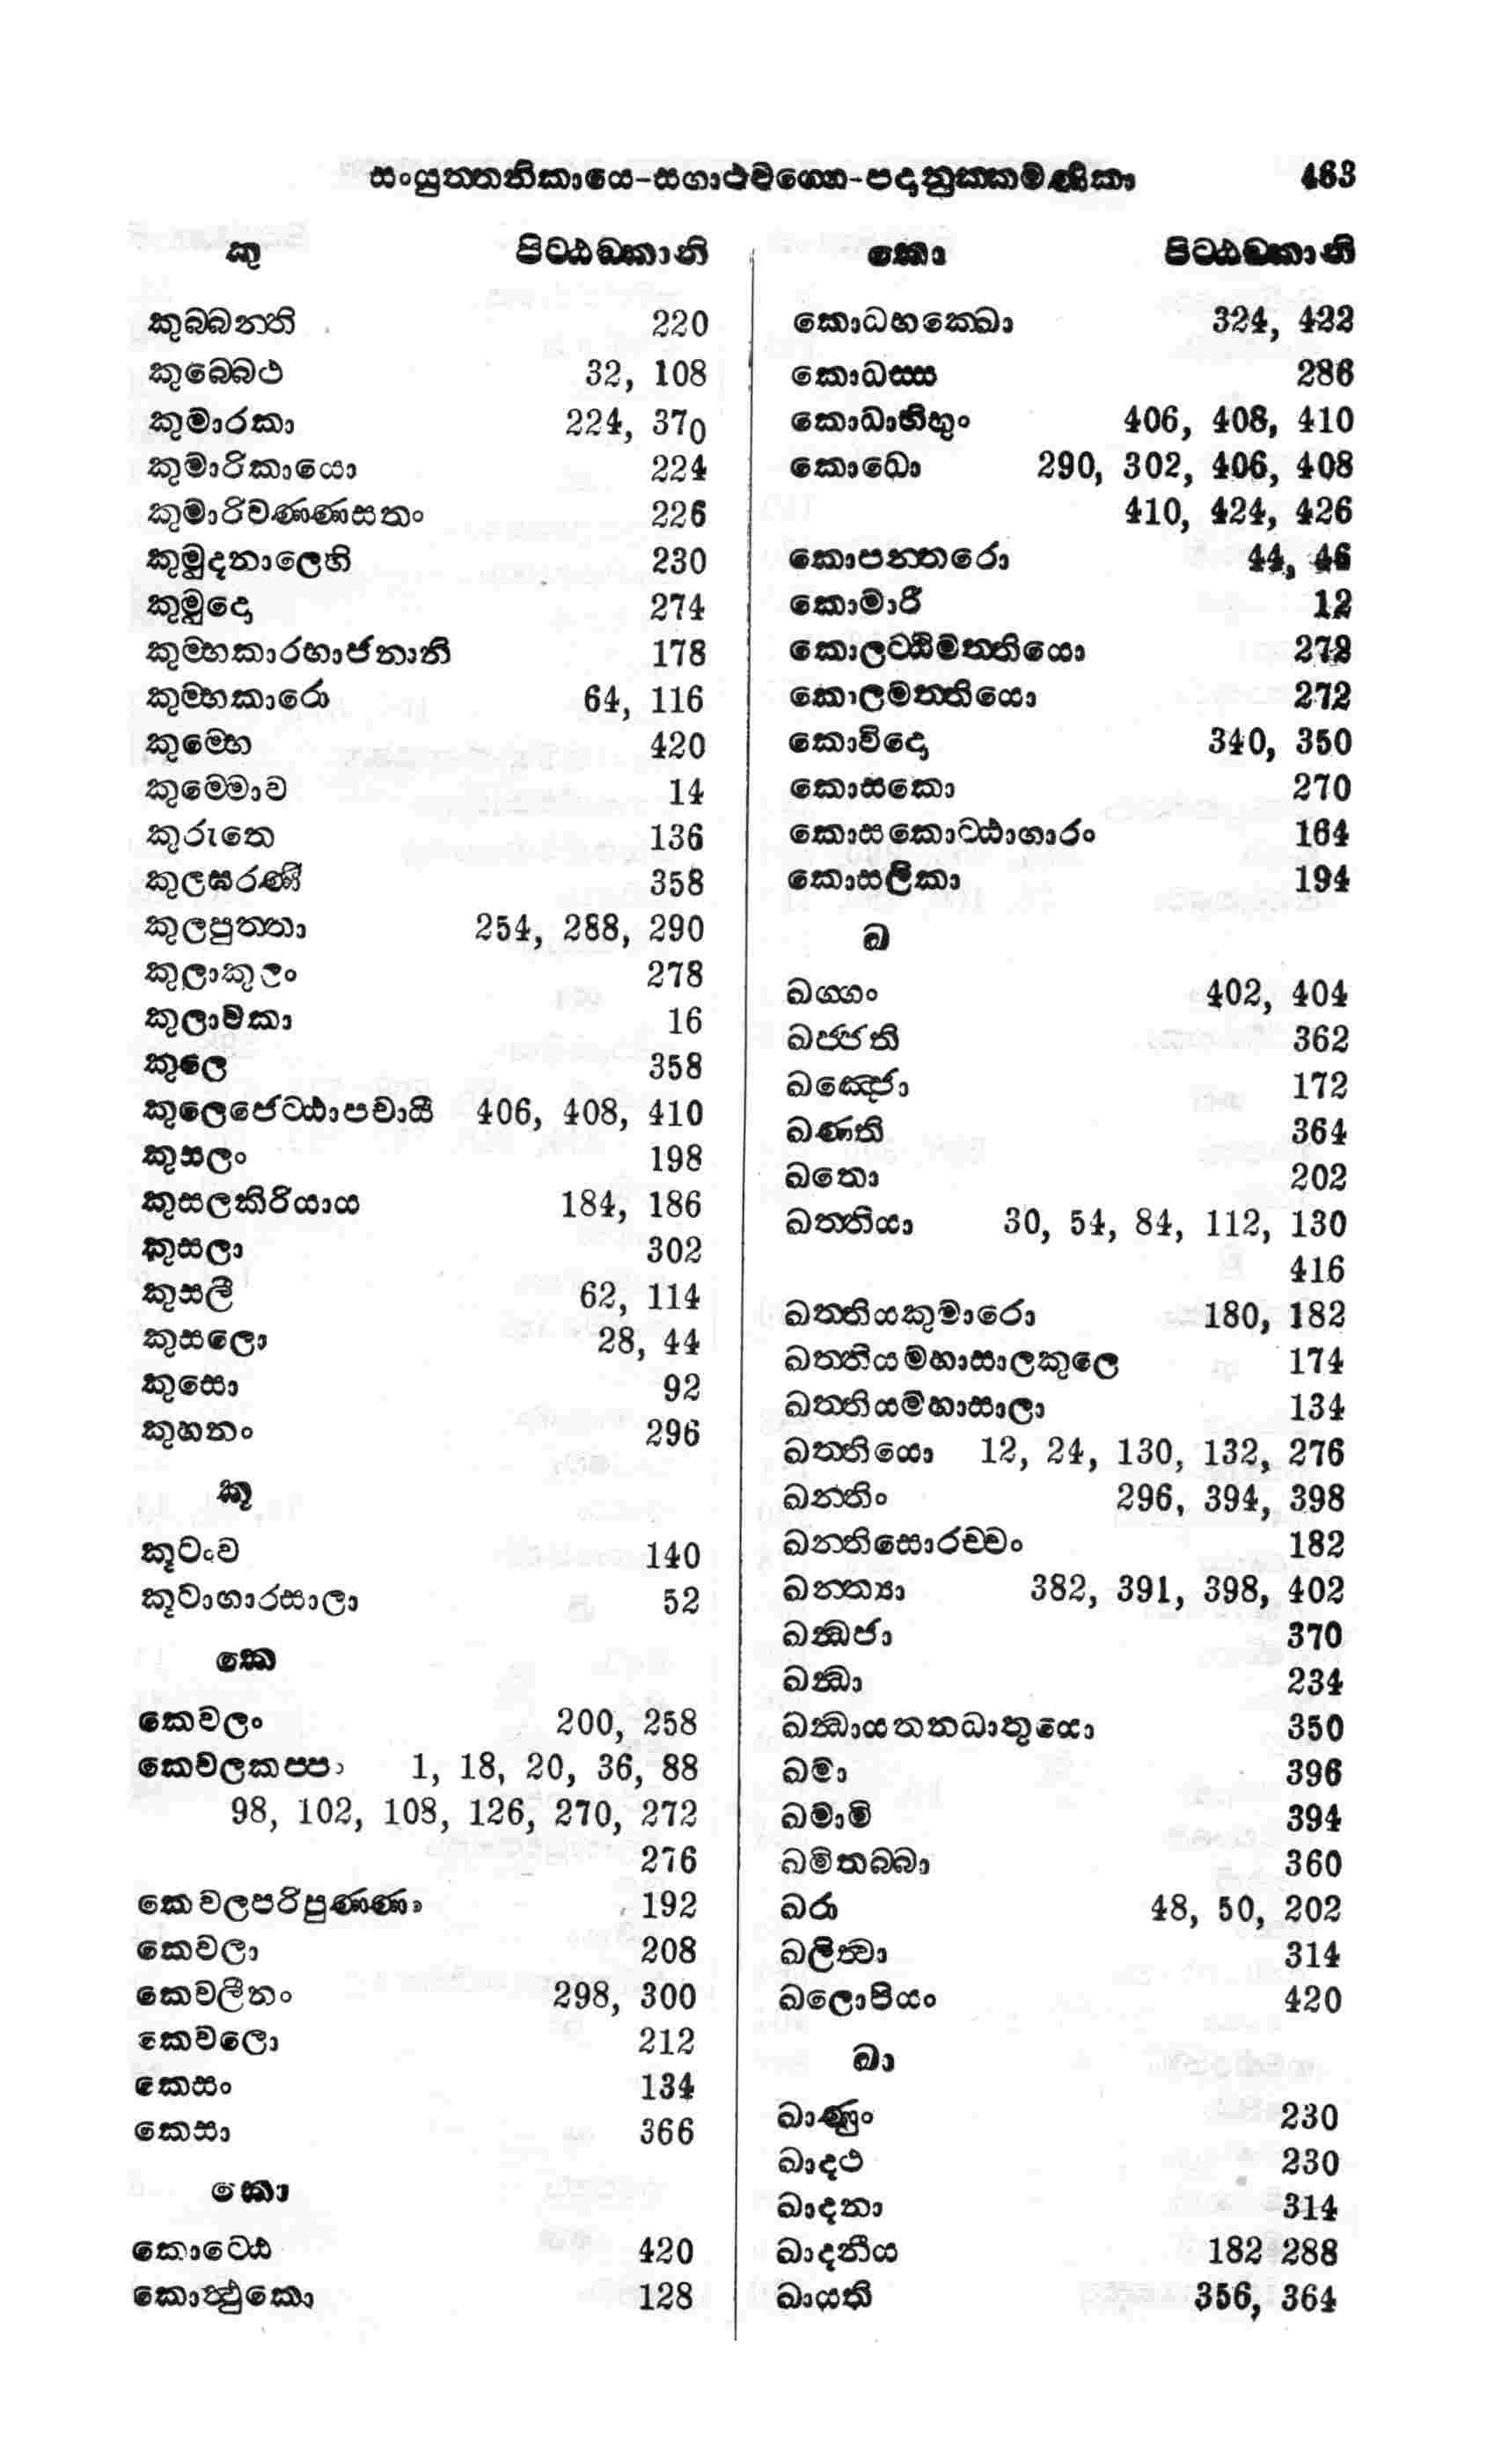 සංයුත්තනිකායෙ-සගාථවග්ගෙ-පදානුක්කමණිකා 463
කු පිට්ඨඞ්කානි
කුබ්බන්ති 220
කුබ්බෙථ 32, 108
කුමාරකා 224, 370
කුමාරිකායො 224
කුමාරිවණ්ණසතං 226
කුමුදනාලෙහි 230
කුමුදො 274
කුම්භකාරභාජනානි 178
කුම්භකාරො 64, 116
කුම්භෙ 420
කුම්මොව 14
කුරුතෙ 136
කුලඝරණී 358
කුලපුත්තා 254, 288, 290
කුලාකුලං 278
කුලාවකා 16
කුලෙ 358
කුලෙජෙට්ඨාපචායී 406, 408, 410
කුසලං 198
කුසලකිරියාය 184, 186
කුසලා 302
කුසලී 62, 114
කුසලො 28, 44
කුසො 92
කුහනං 296
කූ
කූටංව 140
කූටාගාරසාලා 52
කෙ
කෙවලං 200, 258
කෙවලකප්පා 1, 18, 20, 36, 88
98, 102, 108, 126, 270, 272
276
කෙවලපරිපුණ්ණා 192
කෙවලා 208
කෙවලීනං 298, 300
කෙවලො 212
කෙසං 134
කෙසා 366
කො
කොට්ඨෙ 420
කොත්ථුකො 128
කො පිට්ඨඞ්කානි
කොධභක්ඛො 324, 422
කොධස්ස 286
කොධාභිභුං 406, 408, 410
කොධො 290, 302, 406, 408
410, 424, 426
කොපන්තරො 44, 46
කොමාරී 12
කොලට්ඨිමත්තියො 272
කොලමත්තියො 272
කොවිදො 340, 350
කොසකො 270
කොසකොට්ඨාගාරං 164
කොසලිකා 194
ඛ
ඛග්ගං 402, 404
ඛජ්ජති 362
ඛඤ්ජො 172
ඛණති 364
ඛතො 202
ඛත්තියා 30, 54, 84, 112, 130
416
ඛත්තියකුමාරො 180, 182
ඛත්තියමහාසාලකුලෙ 174
ඛත්තියමහාසාලා 134
ඛත්තියො 12, 24, 130, 132, 276
ඛන්තිං 296, 394, 398
ඛන්තිසොරච්චං 182
ඛන්ත්‍යා 382, 391, 398, 402
ඛන්ධජා 370
ඛන්ධා 234
ඛන්ධායතනධාතුයො 350
ඛමා 396
ඛමාමි 394
ඛමිතබ්බා 360
ඛරා 48, 50, 202
ඛලිත්වා 314
ඛලොපියං 420
ඛා
ඛාණුං 230
ඛාදථ 230
ඛාදනා 314
ඛාදනීය 182 288
ඛායති 356, 364